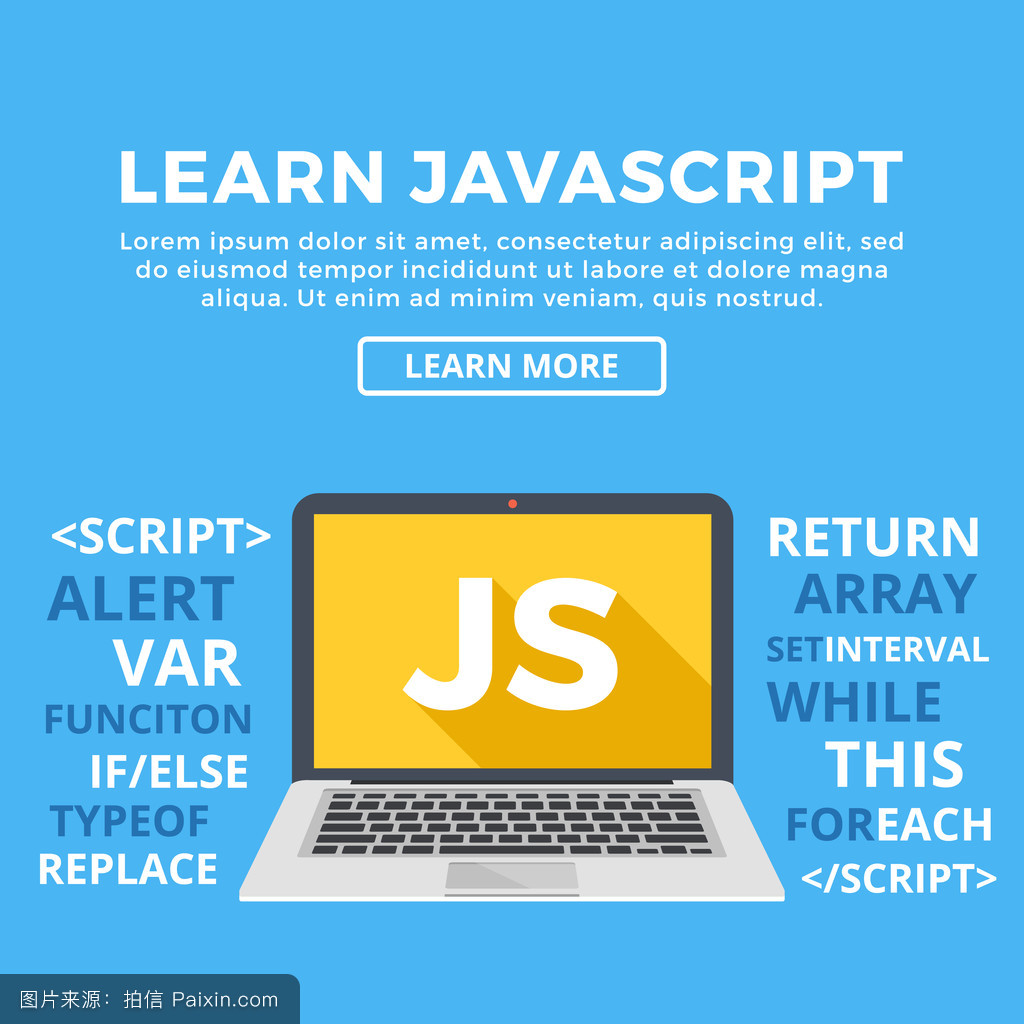 LEARN JAVASCRIPT
Lorem ipsum dolor sit amet, consectetur adipiscing elit, sed
do eiusmod tempor incididunt ut labore et dolore magna
aliqua. Ut enim ad minim veniam, quis nostrud.
LEARN MORE
<SCRIPT>
ALERT
VAR
FUNCITON
IF/ELSE
TYPEOF
REPLACE
JS
RETURN
ARRAY
SETINTERVAL
WHILE
THIS
FOREACH
</SCRIPT>
图片来源：拍信 Paixin.com